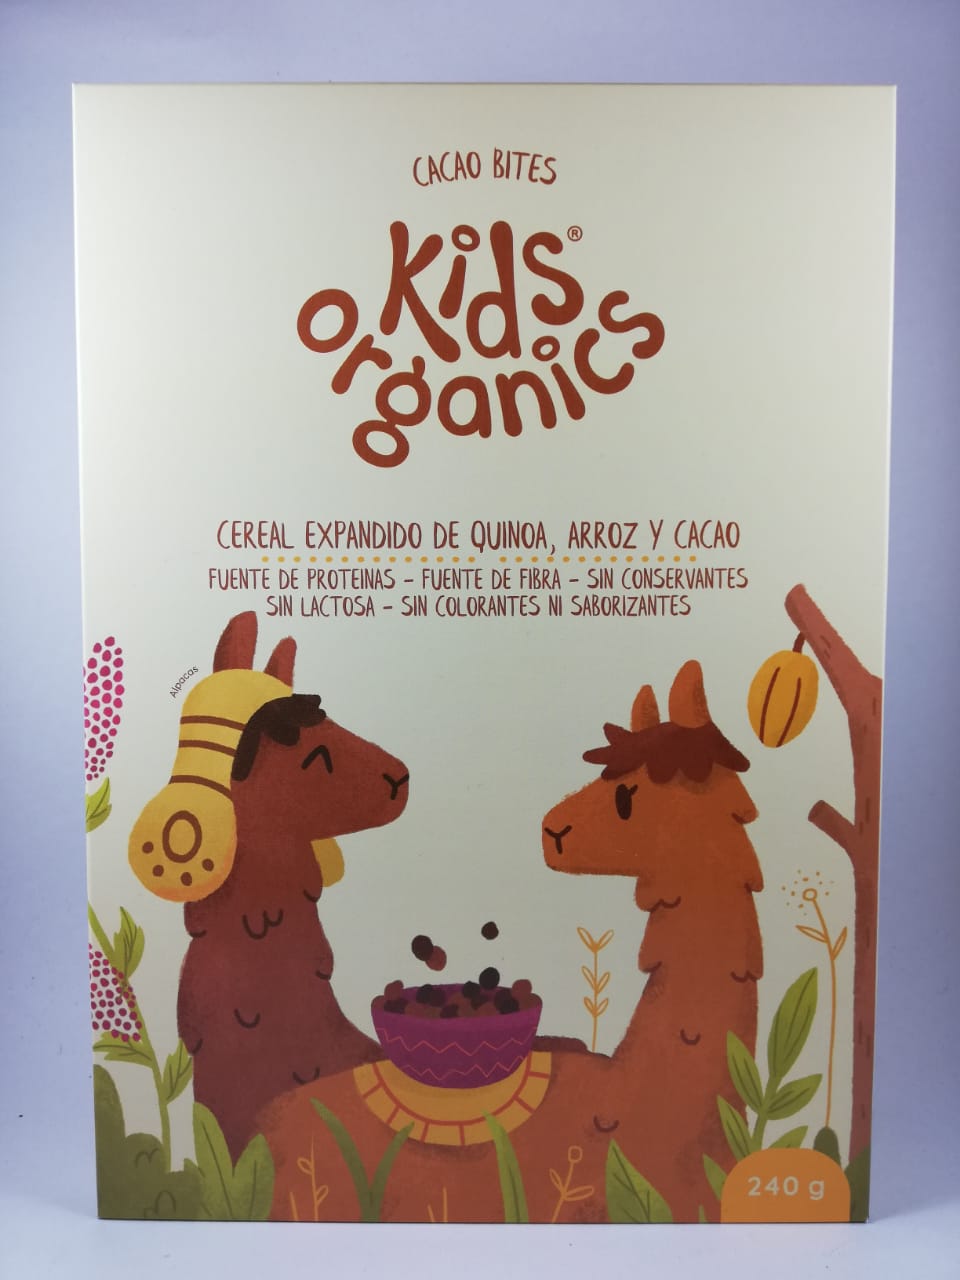 CACAO BITES
Kids®
organics
CEREAL EXPANDIDO DE QUINOA, ARROZ Y CACAO
FUENTE DE PROTEINAS – FUENTE DE FIBRA – SIN CONSERVANTES
SIN LACTOSA – SIN COLORANTES NI SABORIZANTES
Alpacas
240 g